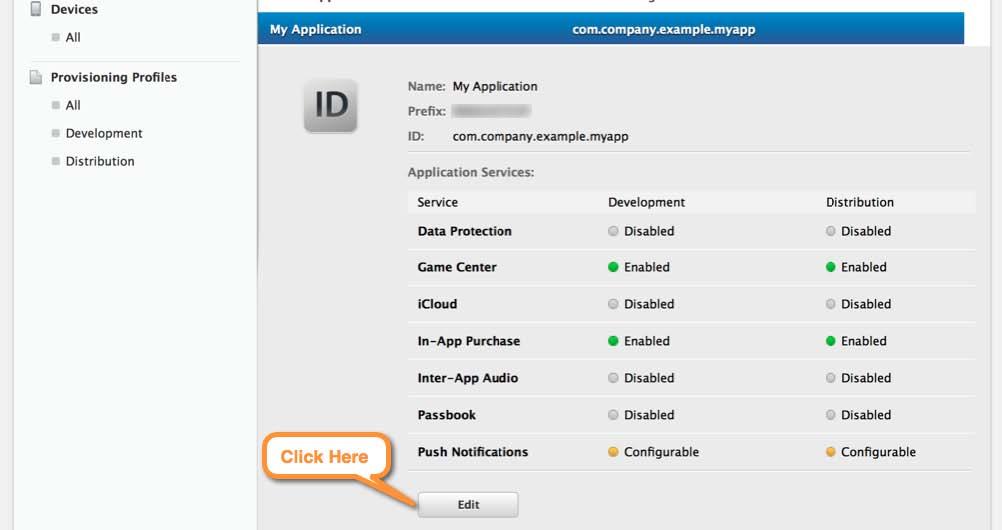 Devices
All
Provisioning Profiles
All
Development
Distribution
My Application com.company.example.myapp
ID
Name: My Application
Prefix:
ID: com.company.example.myapp
Application Services:
Service Development Distribution
Data Protection Disabled Disabled
Game Center Enabled Enabled
iCloud Disabled Disabled
In-App Purchase Enabled Enabled
Inter-App Audio Disabled Disabled
Passbook Disabled Disabled
Push Notifications Configurable Configurable
Click Here
Edit